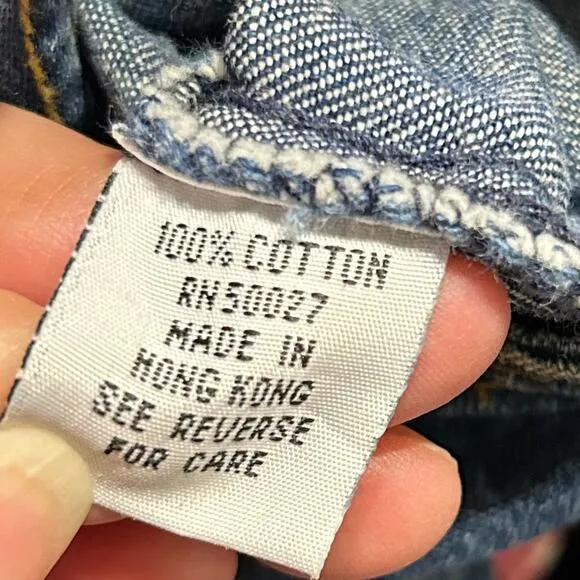 100% COTTON
RN50027
MADE IN
HONG KONG
SEE REVERSE
FOR CARE